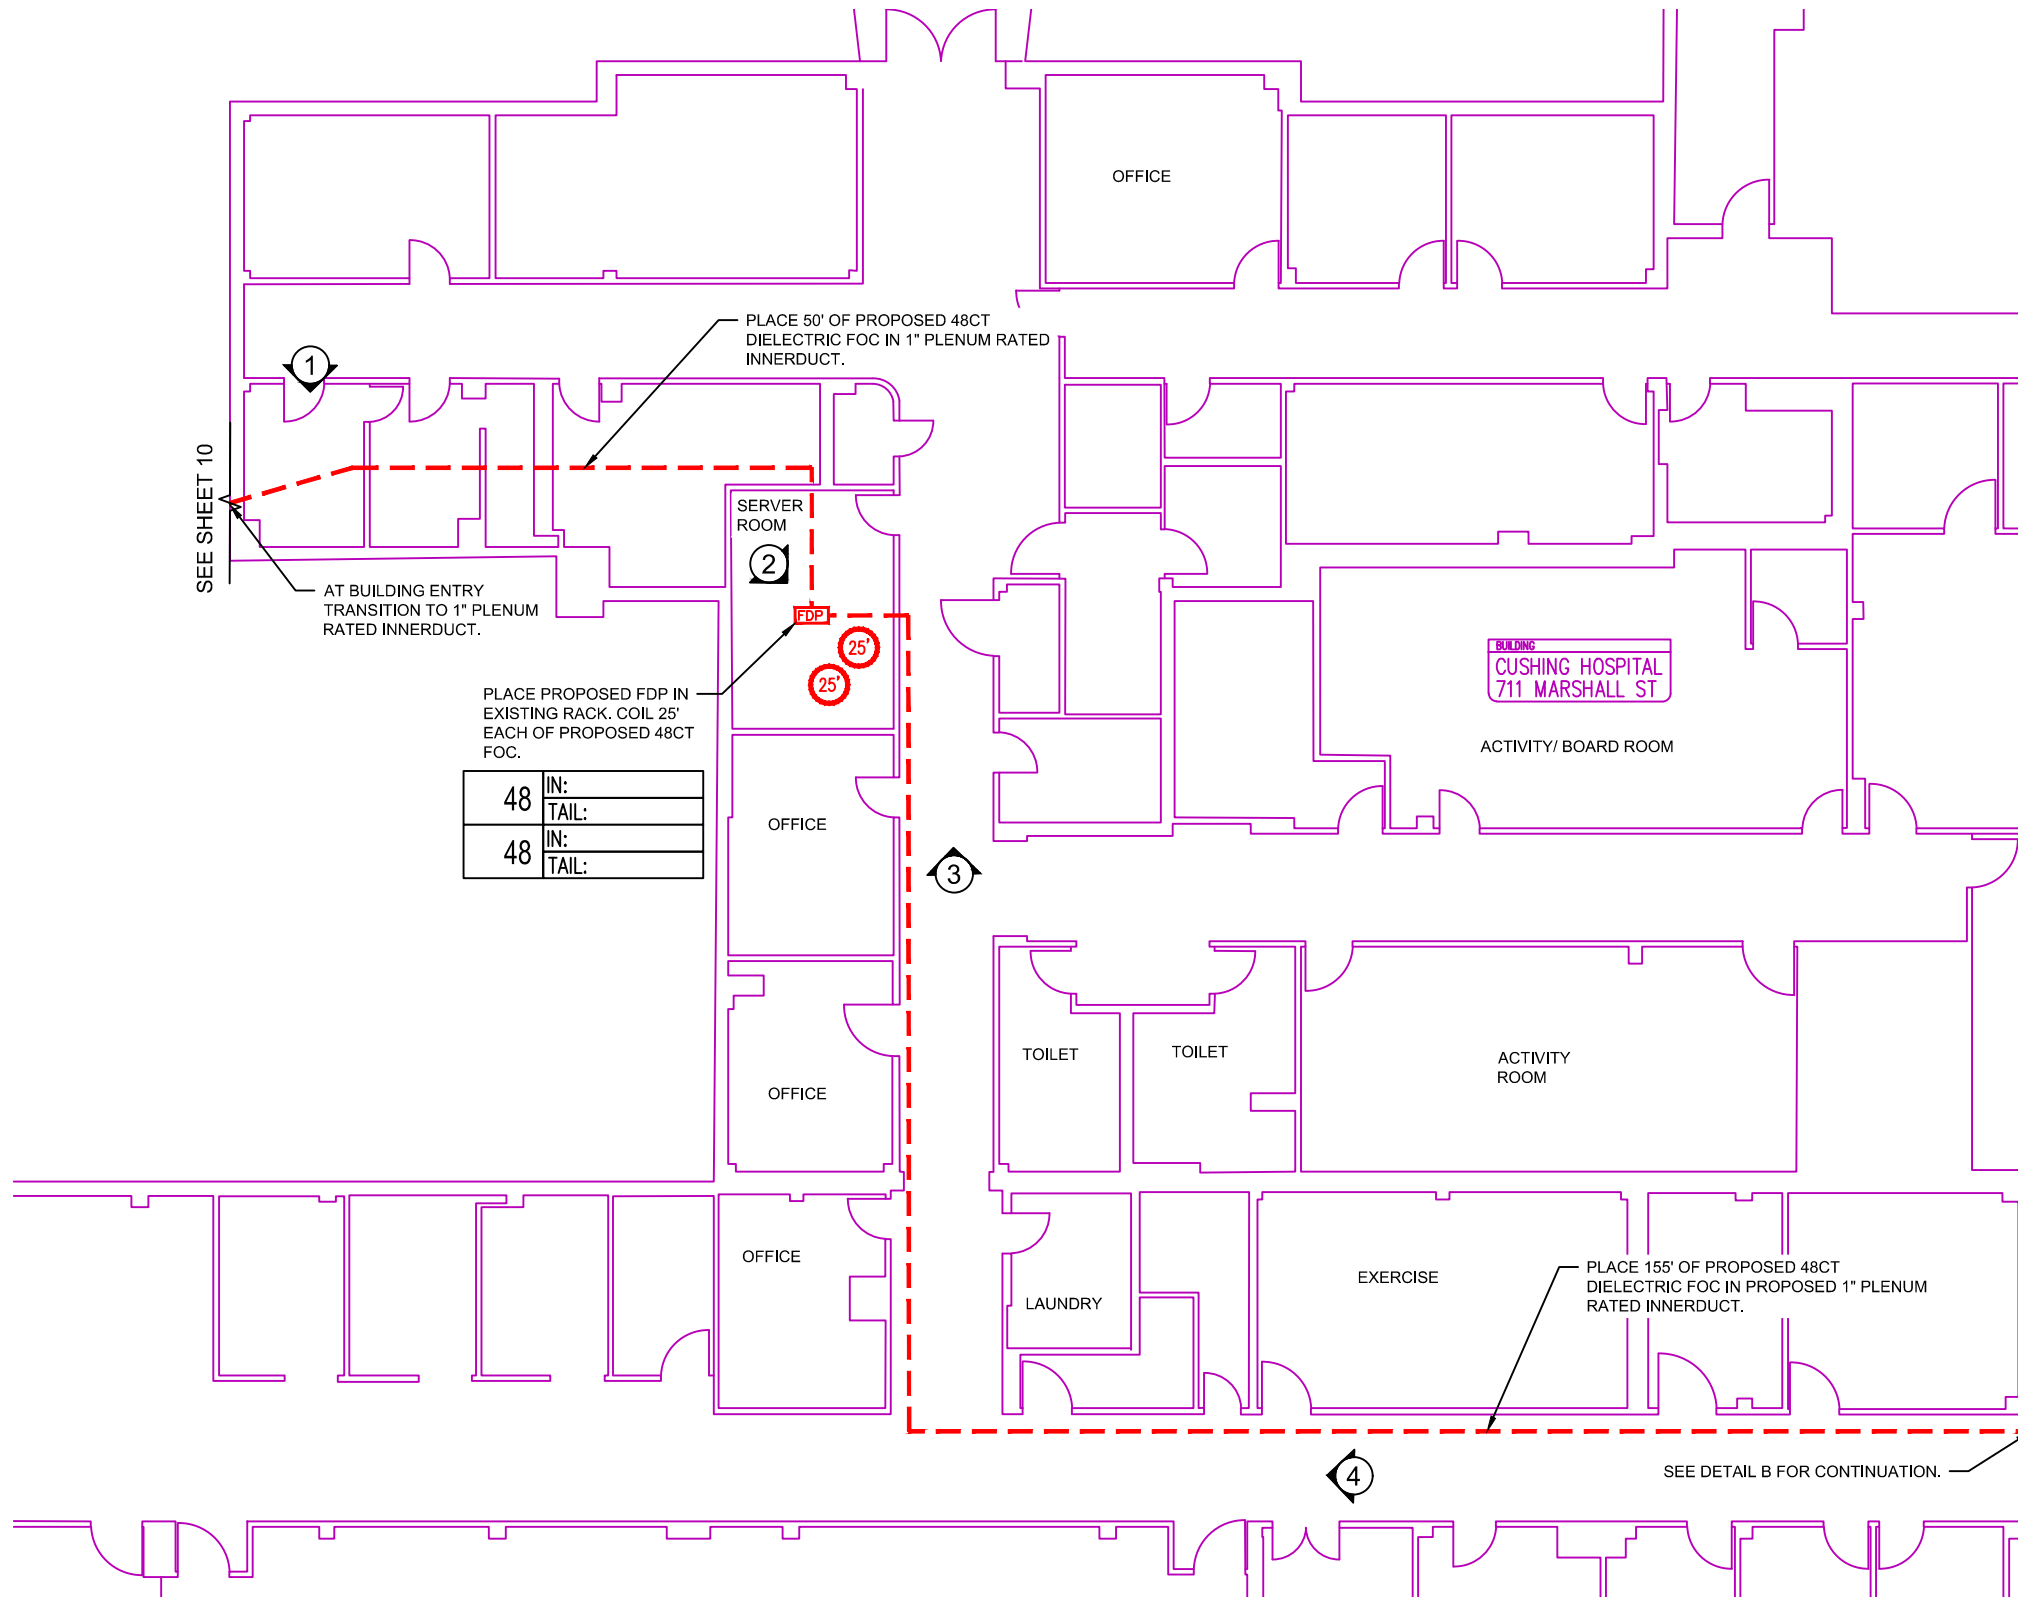 OFFICE
PLACE 50' OF PROPOSED 48CT
DIELECTRIC FOC IN 1" PLENUM RATED
INNERDUCT.
1
SEE SHEET 10
SERVER
ROOM
2
AT BUILDING ENTRY
TRANSITION TO 1" PLENUM
RATED INNERDUCT.
FDP
25'
25'
PLACE PROPOSED FDP IN
EXISTING RACK. COIL 25'
EACH OF PROPOSED 48CT
FOC.
48 IN:
TAIL:
48 IN:
TAIL:
BUILDING
CUSHING HOSPITAL
711 MARSHALL ST
ACTIVITY/ BOARD ROOM
OFFICE
3
TOILET
TOILET
ACTIVITY
ROOM
OFFICE
OFFICE
LAUNDRY
EXERCISE
PLACE 155' OF PROPOSED 48CT
DIELECTRIC FOC IN PROPOSED 1" PLENUM
RATED INNERDUCT.
4
SEE DETAIL B FOR CONTINUATION.